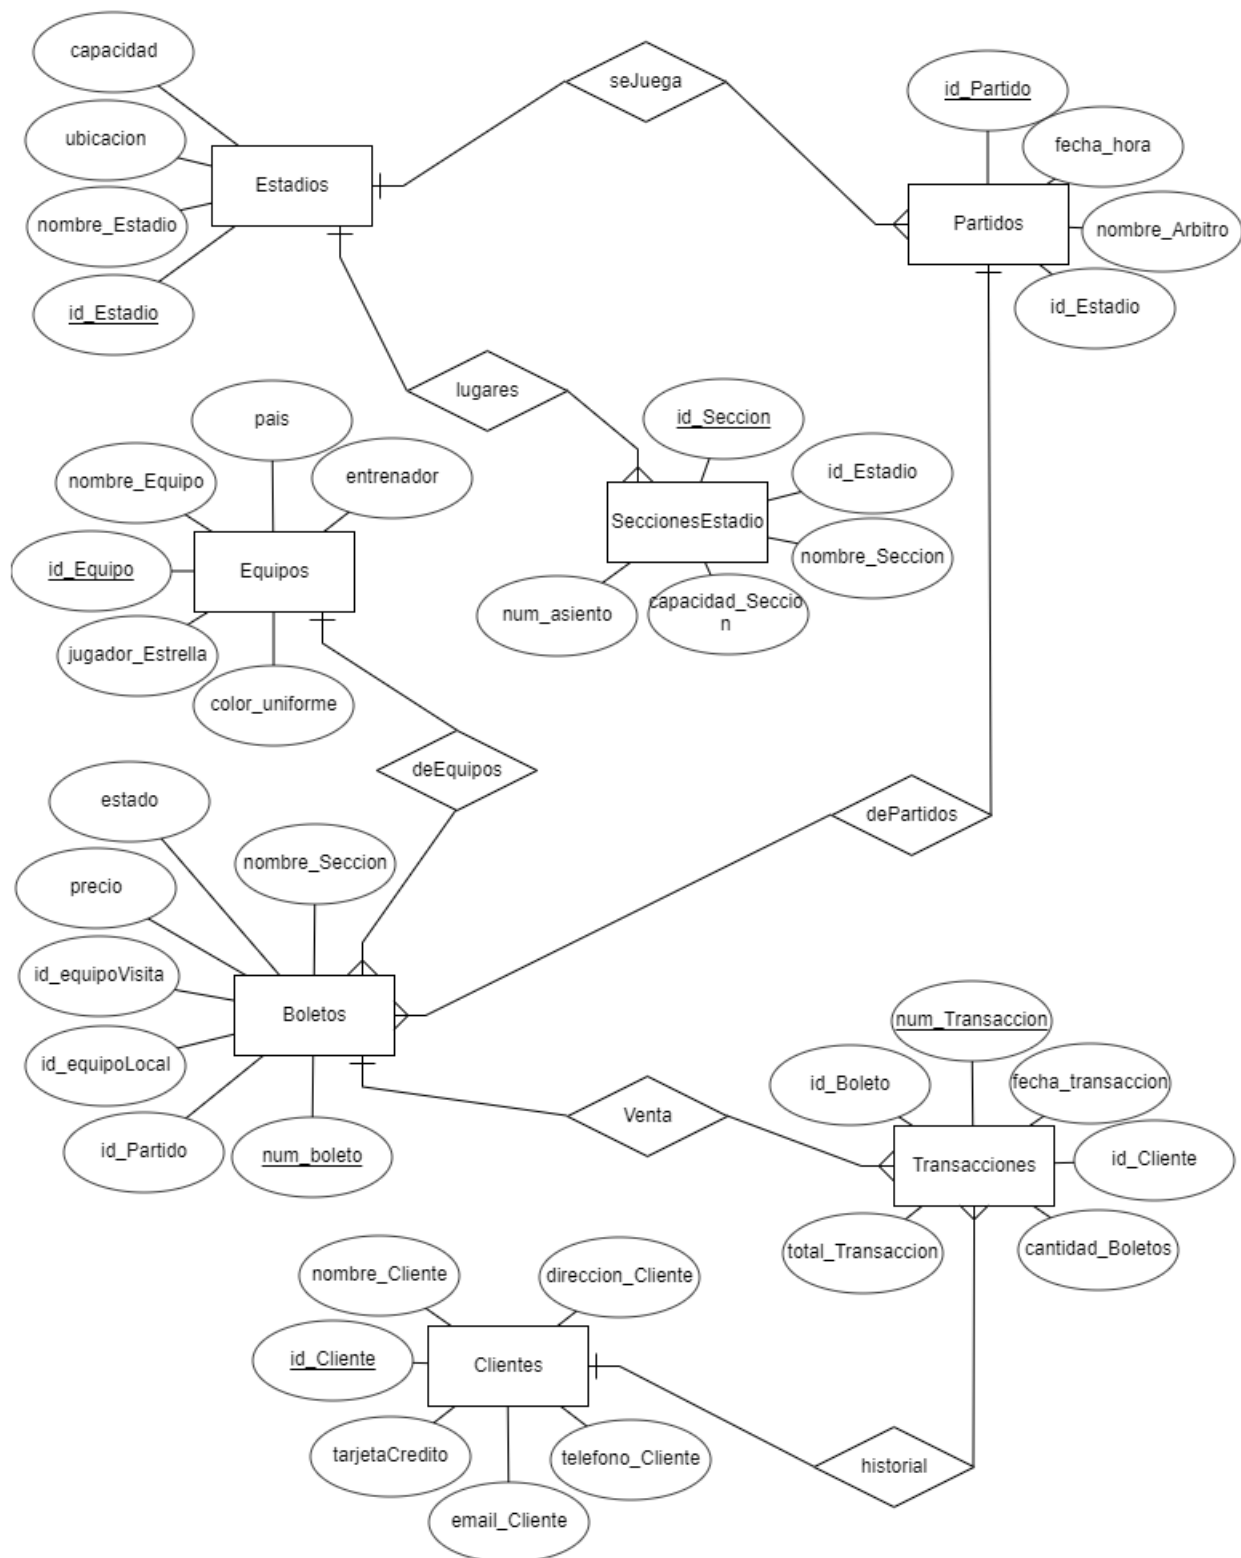 capacidad
seJuega
id_Partido
ubicacion
fecha_hora
Estadios
nombre_Estadio
Partidos
nombre_Arbitro
id_Estadio
id_Estadio
lugares
pais
id_Seccion
nombre_Equipo
entrenador
id_Estadio
SeccionesEstadio
nombre_Seccion
id_Equipo
Equipos
num_asiento
capacidad_Seccio
n
jugador_Estrella
color_uniforme
deEquipos
estado
dePartidos
nombre_Seccion
precio
id_equipoVisita
Boletos
num_Transaccion
id_equipoLocal
id_Boleto
fecha_transaccion
Venta
id_Partido
num_boleto
Transacciones
id_Cliente
total_Transaccion
cantidad_Boletos
nombre_Cliente
direccion_Cliente
id_Cliente
Clientes
tarjetaCredito
telefono_Cliente
historial
email_Cliente